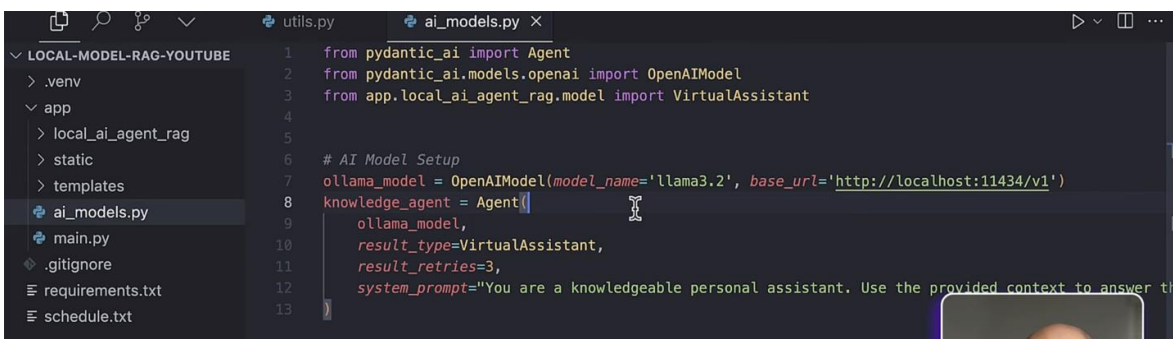 utils.py
ai_models.py
LOCAL-MODEL-RAG-YOUTUBE
.venv
app
local_ai_agent_rag
static
templates
ai_models.py
main.py
.gitignore
requirements.txt
schedule.txt
1 from pydantic_ai import Agent
2 from pydantic_ai.models.openai import OpenAIModel
3 from app.local_ai_agent_rag.model import VirtualAssistant
4
5
6 # AI Model Setup
7 ollama_model = OpenAIModel(model_name='llama3.2', base_url='http://localhost:11434/v1')
8 knowledge_agent = Agent(
9 ollama_model,
10 result_type=VirtualAssistant,
11 result_retries=3,
12 system_prompt="You are a knowledgeable personal assistant. Use the provided context to answer
13 )